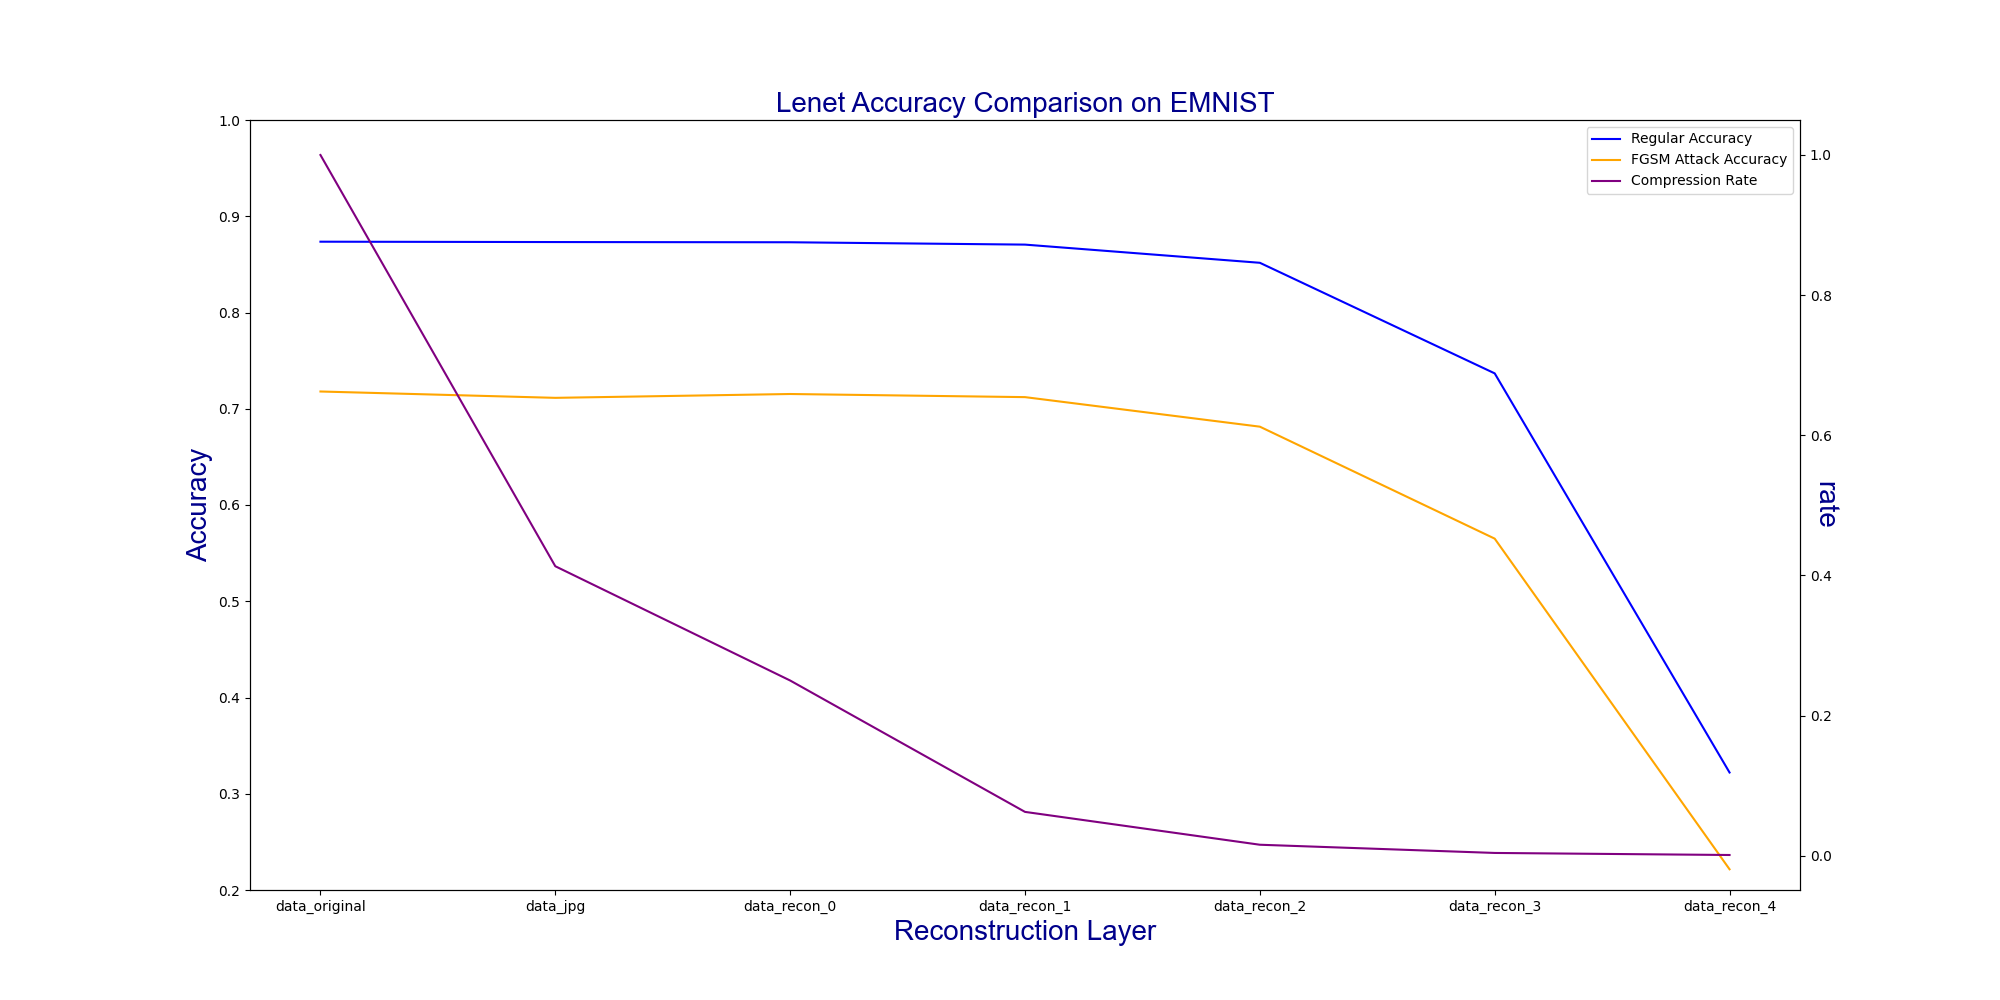 Lenet Accuracy Comparison on EMNIST
Regular Accuracy
FGSM Attack Accuracy
Compression Rate
Accuracy
1.0
0.9
0.8
0.7
0.6
0.5
0.4
0.3
0.2
1.0
0.8
0.6
0.4
0.2
0.0
rate
data_original
data_jpg
data_recon_0
data_recon_1
data_recon_2
data_recon_3
data_recon_4
Reconstruction Layer